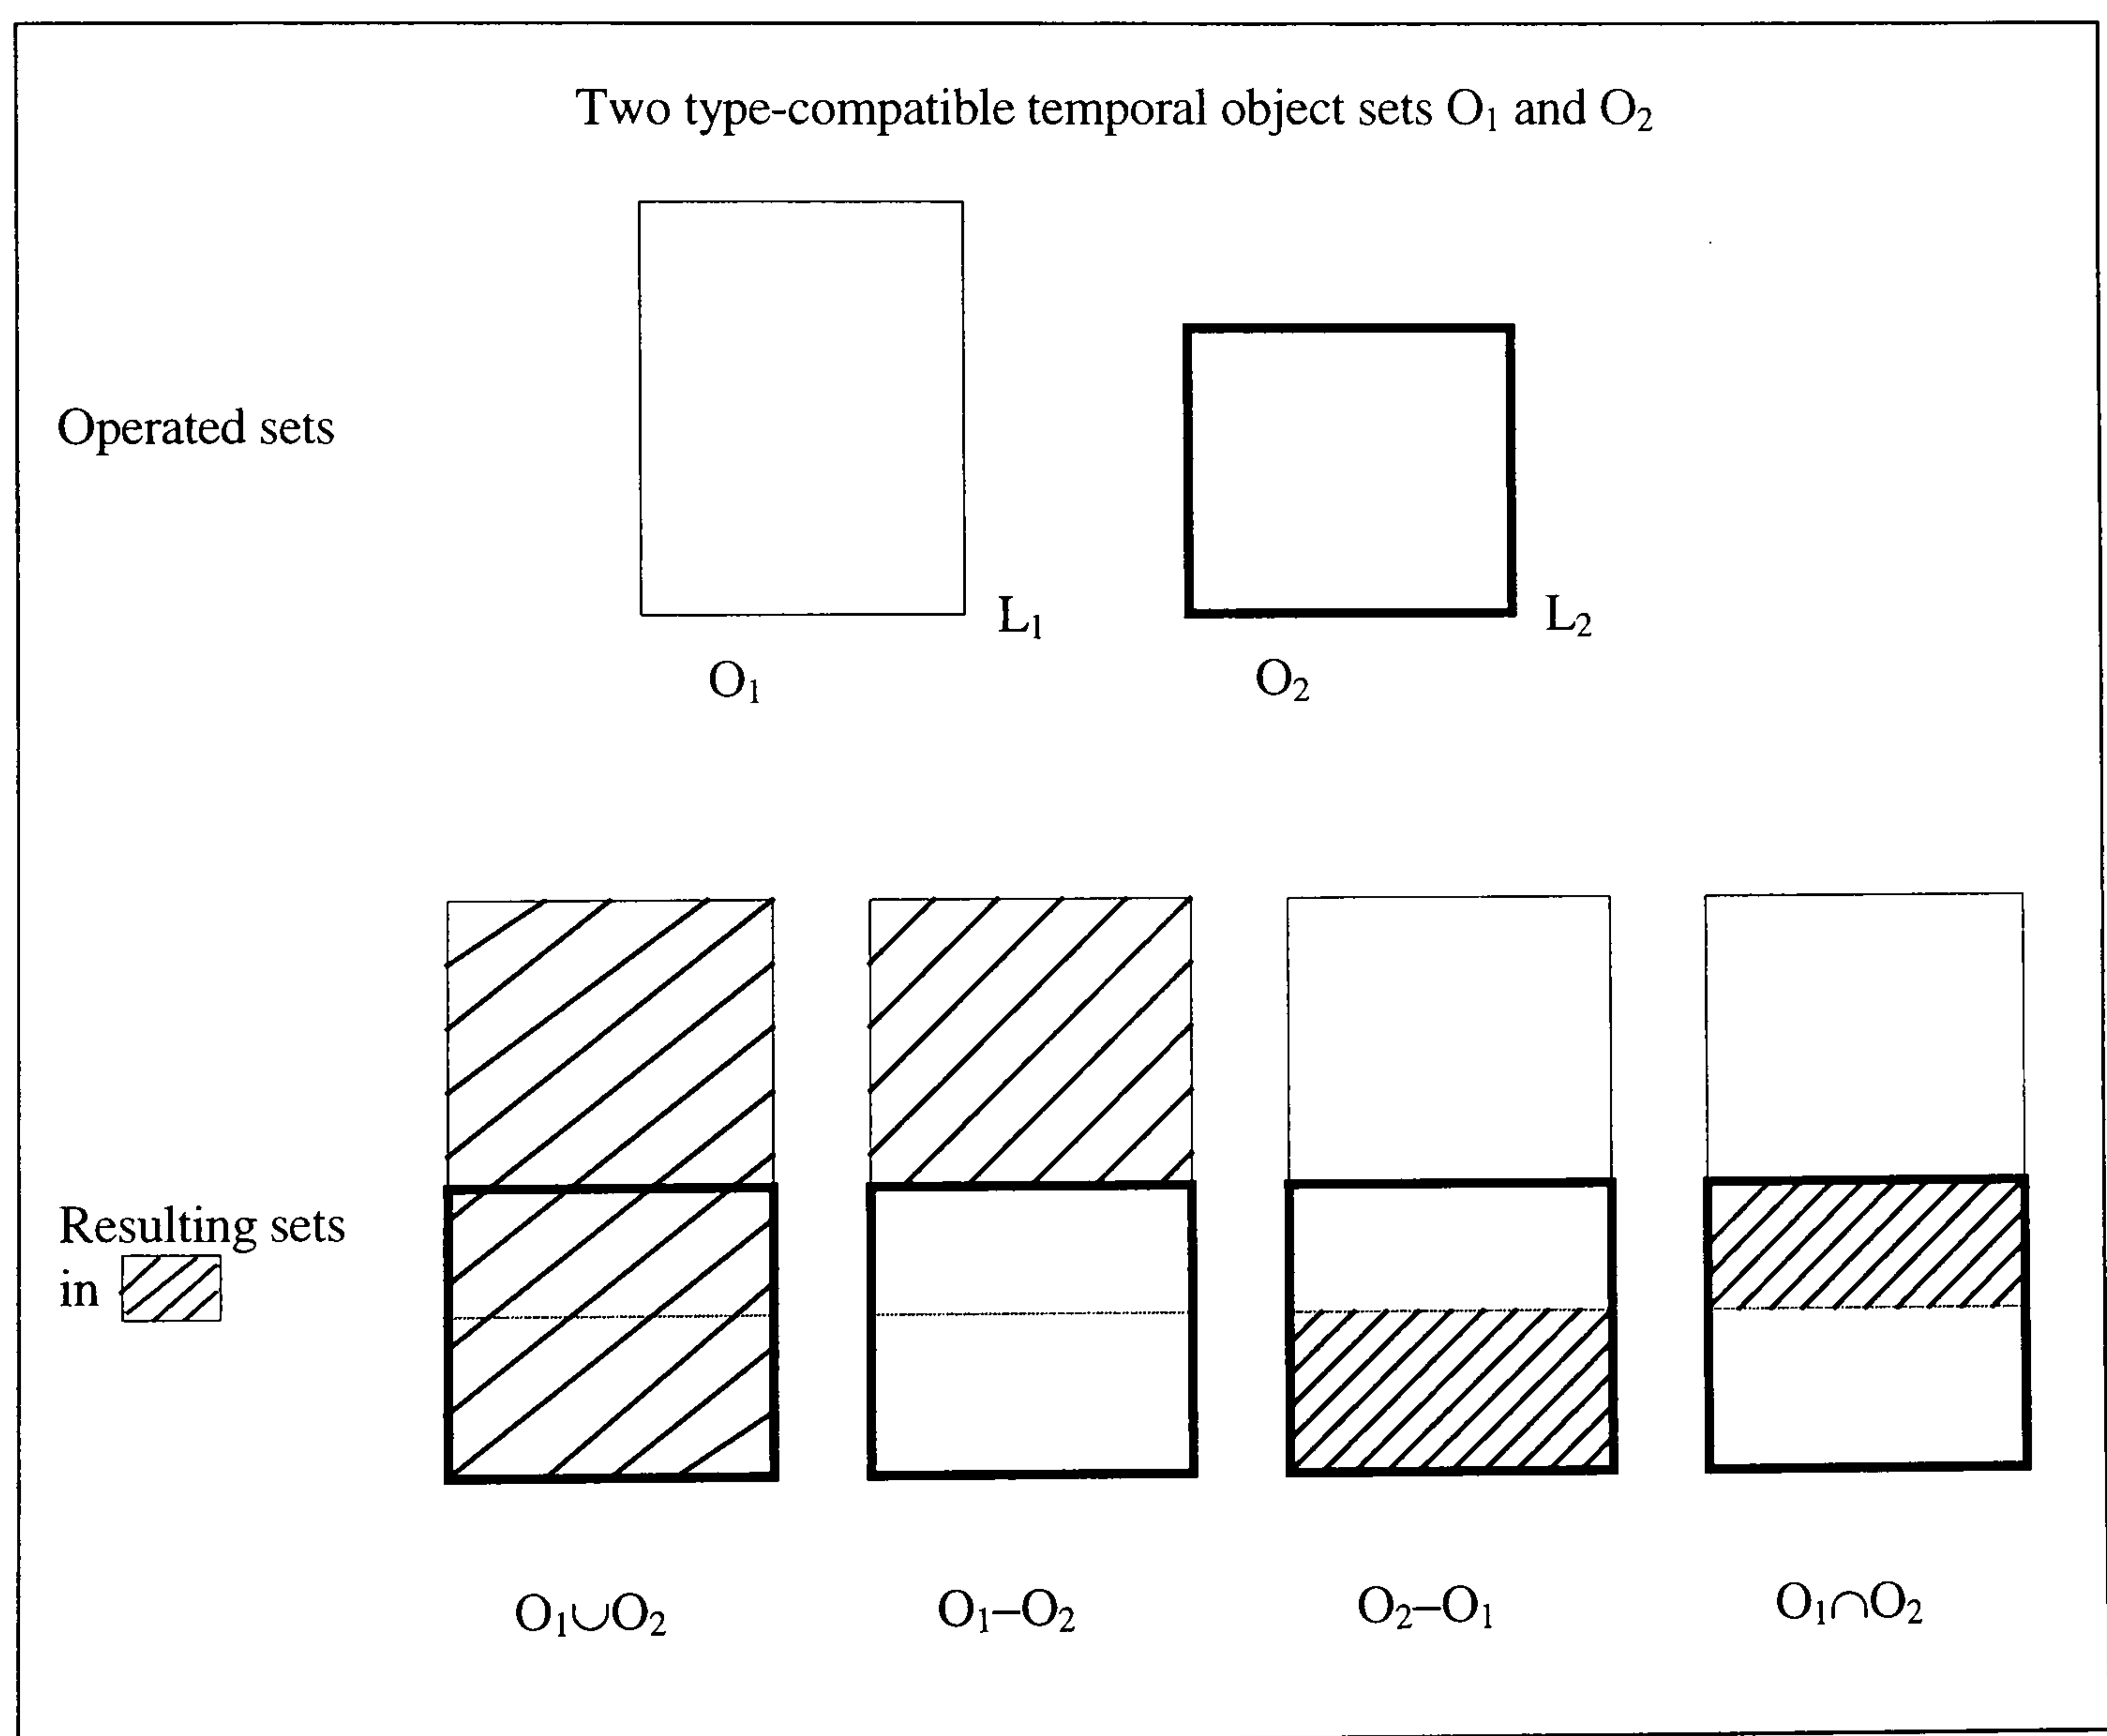 Two type-compatible temporal object sets O₁ and O₂
Operated sets
L₁
L₂
O₁
O₂
Resulting sets
in
O₁∪O₂
O₁–O₂
O₂–O₁
O₁∩O₂